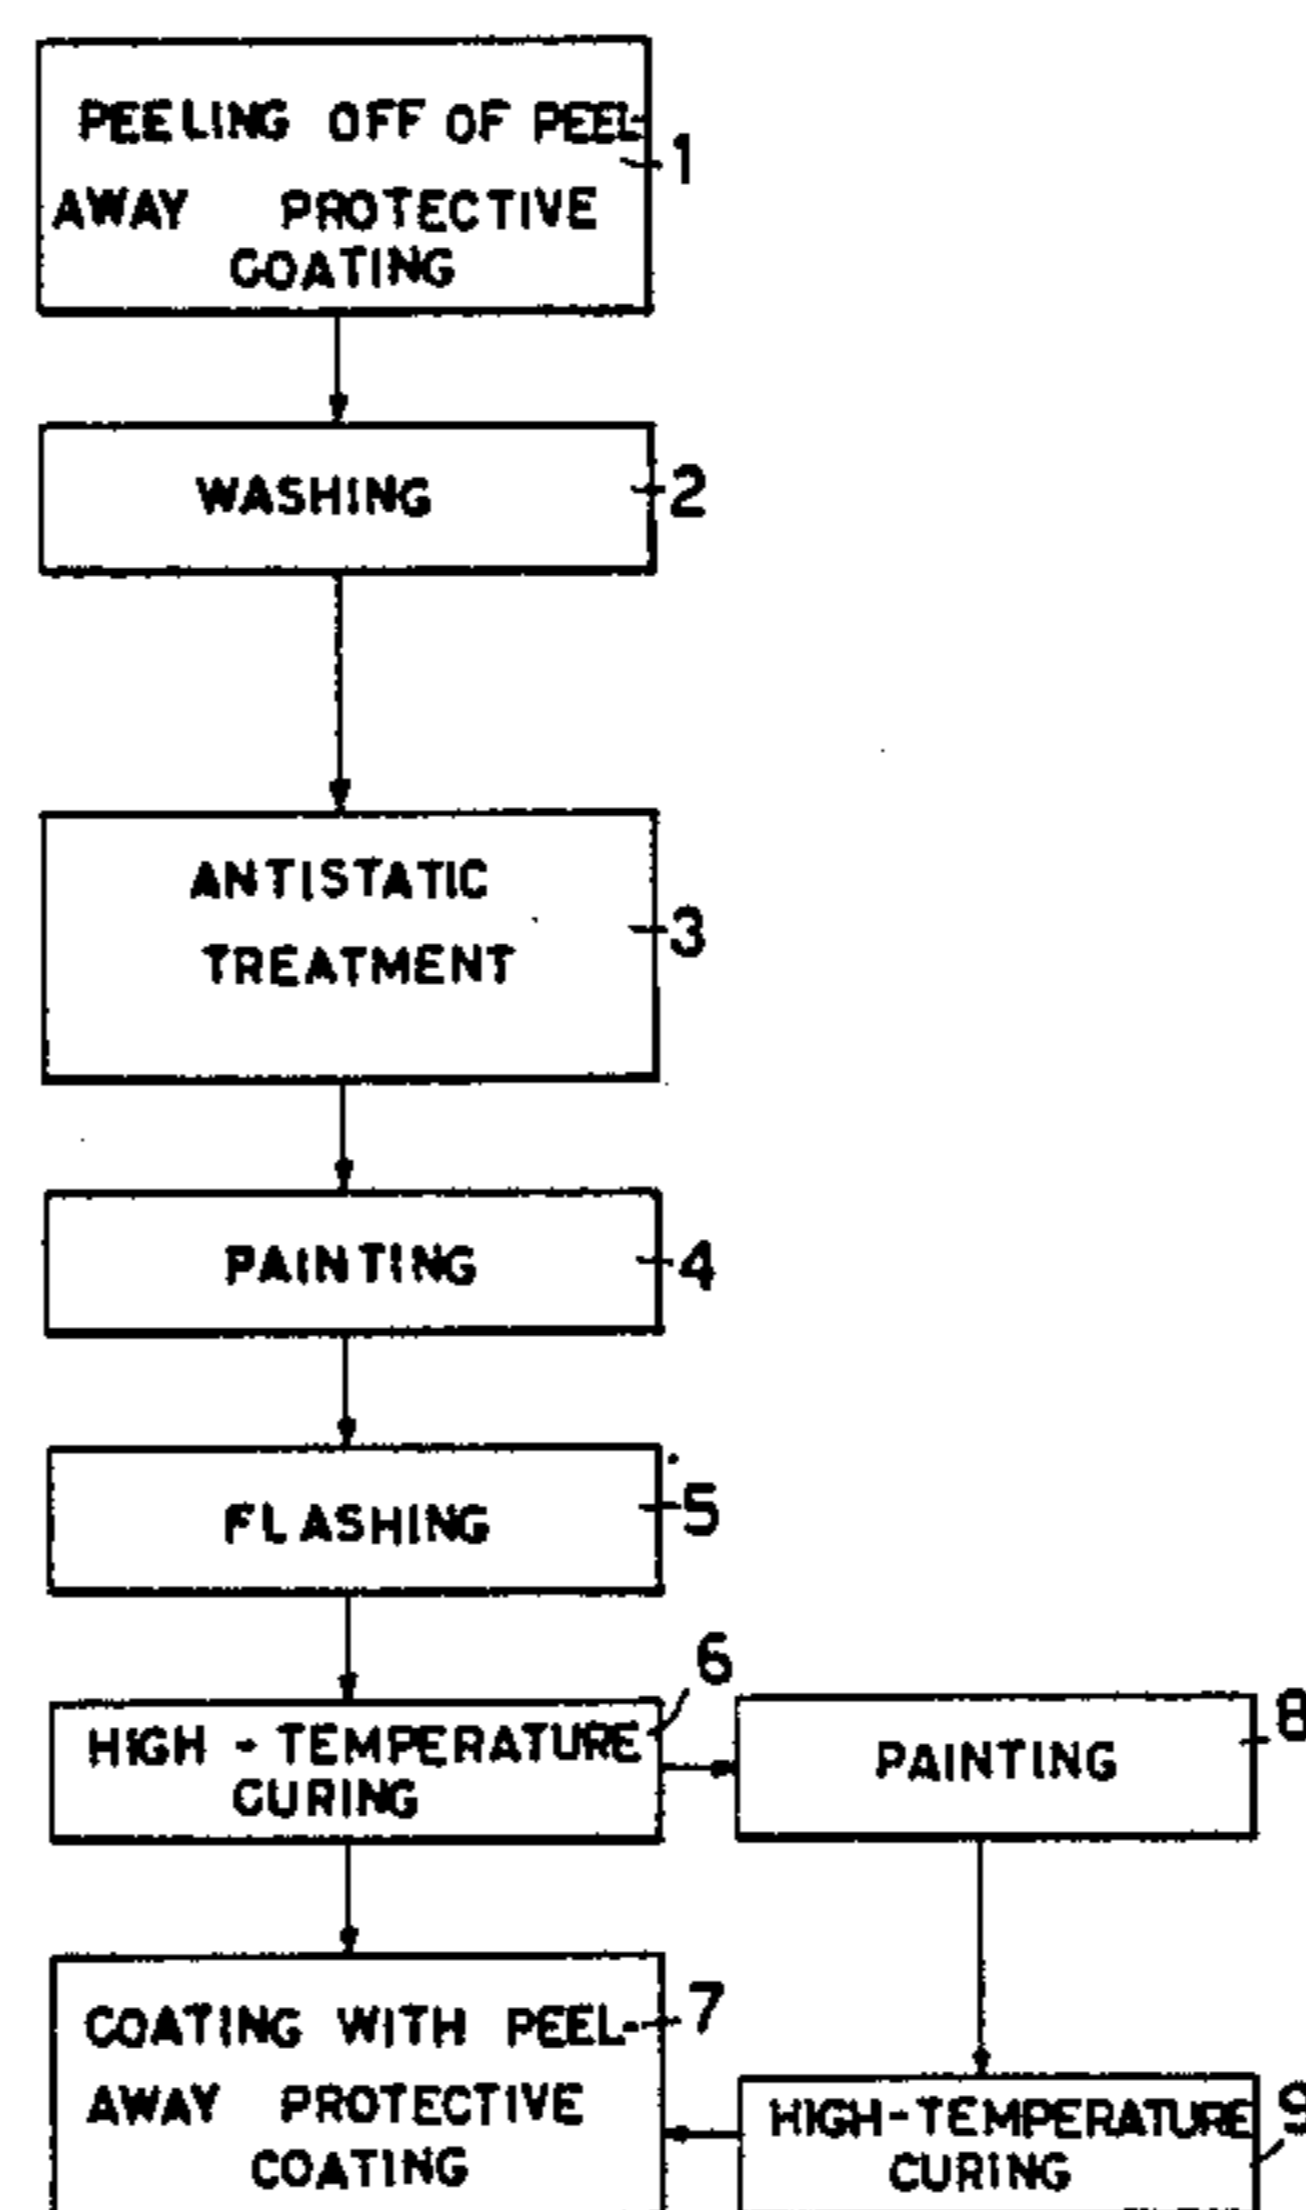 PEELING OFF OF PEEL-
1
AWAY PROTECTIVE
COATING
WASHING
2
ANTISTATIC
3
TREATMENT
PAINTING
4
FLASHING
5
6
HIGH-TEMPERATURE
CURING
PAINTING
8
COATING WITH PEEL-
7
AWAY PROTECTIVE
COATING
HIGH-TEMPERATURE
9
CURING